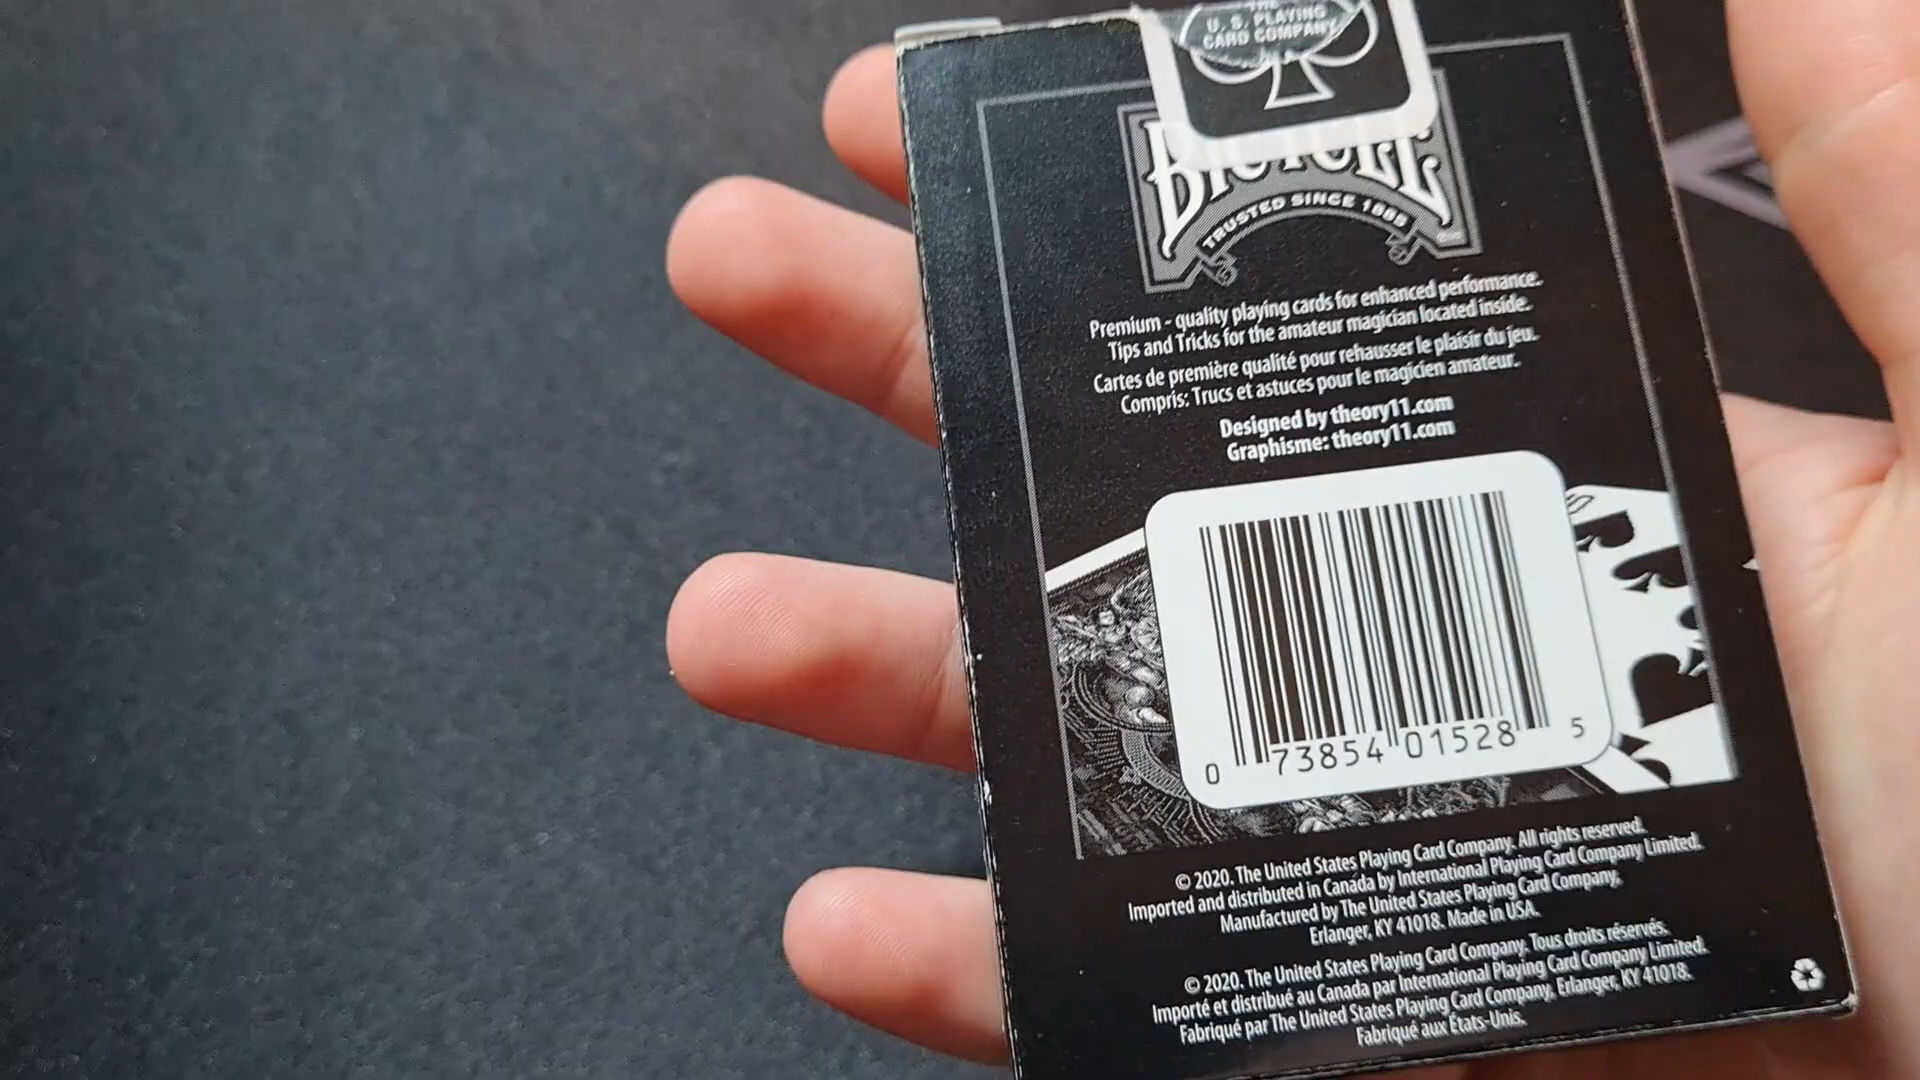 THE
U. S. PLAYING
CARD COMPANY
BICYCLE
TRUSTED SINCE 1885
Premium - quality playing cards for enhanced performance.
Tips and Tricks for the amateur magician located inside.
Cartes de première qualité pour rehausser le plaisir du jeu.
Compris: Trucs et astuces pour le magicien amateur.
Designed by theory11.com
Graphisme: theory11.com
0 73854 01528 5
© 2020. The United States Playing Card Company. All rights reserved.
Imported and distributed in Canada by International Playing Card Company Limited.
Manufactured by The United States Playing Card Company,
Erlanger, KY 41018. Made in USA.
© 2020. The United States Playing Card Company. Tous droits réservés.
Importé et distribué au Canada par International Playing Card Company Limited.
Fabriqué par The United States Playing Card Company, Erlanger, KY 41018.
Fabriqué aux États-Unis.